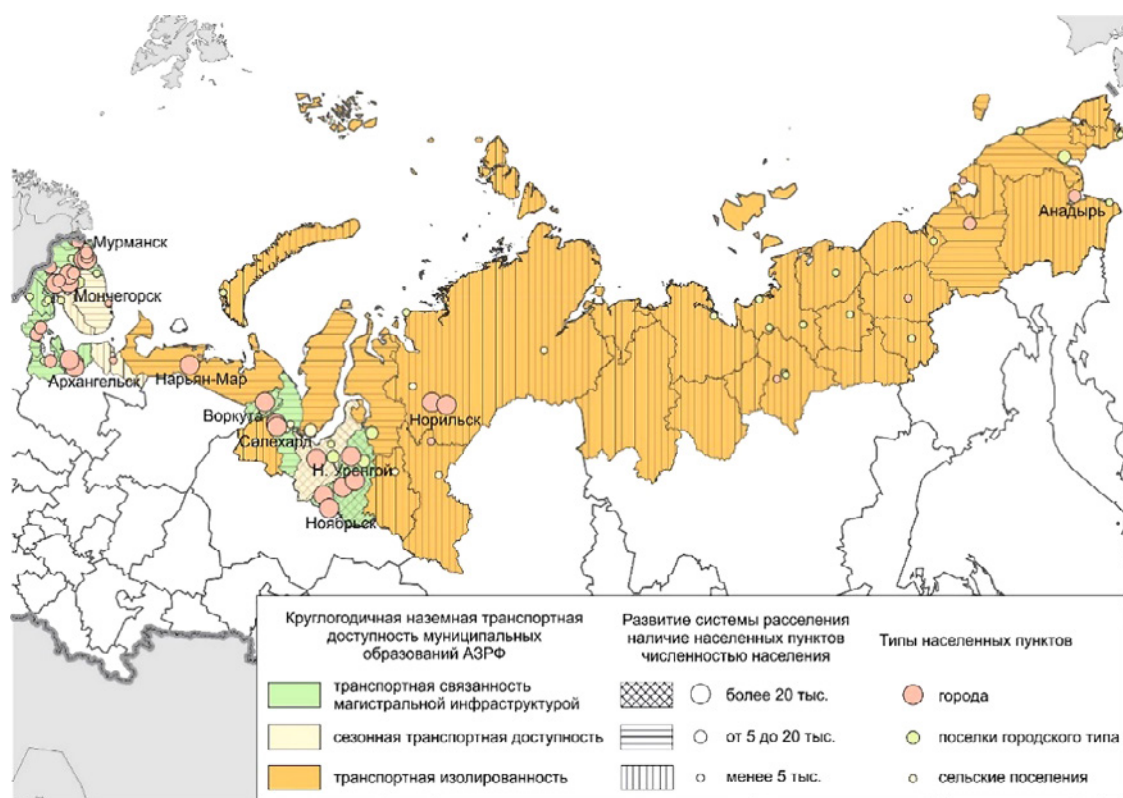 Мурманск
Мончегорск
Архангельск
Нарьян-Мар
Воркута
Салехард
Н. Уренгой
Ноябрьск
Норильск
Анадырь
Круглогодичная наземная транспортная
доступность муниципальных
образований АЗРФ
транспортная связанность
магистральной инфраструктурой
сезонная транспортная доступность
транспортная изолированность
Развитие системы расселения
наличие населенных пунктов
численностью населения
более 20 тыс.
от 5 до 20 тыс.
менее 5 тыс.
Типы населенных пунктов
города
поселки городского типа
сельские поселения